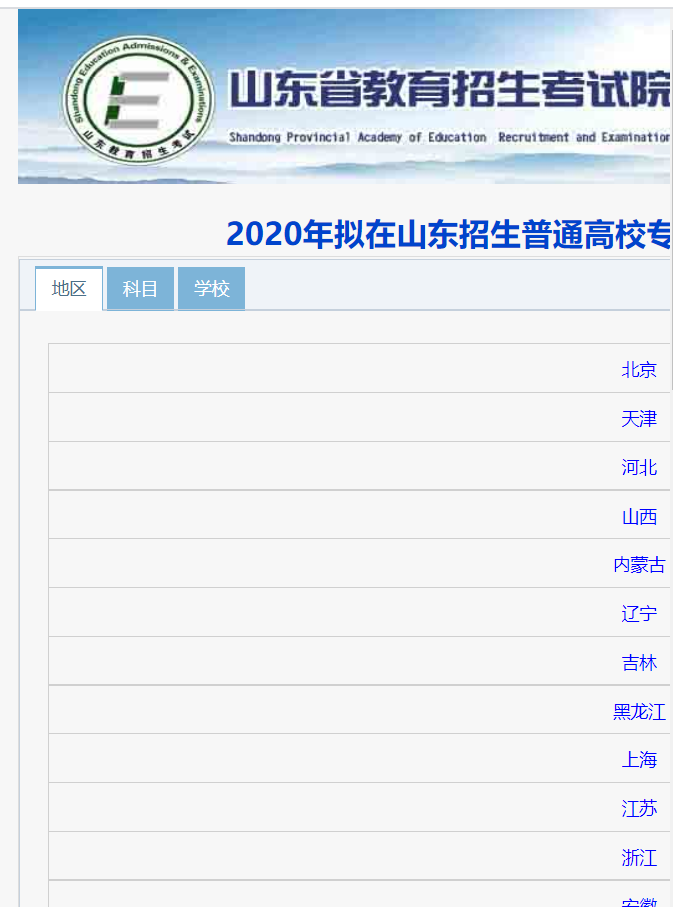 Shandong Education Admissions & Examinations
山东教育招生考试
山东省教育招生考试院
Shandong Provincial Academy of Education Recruitment and Examination
2020年拟在山东招生普通高校专
地区 科目 学校
北京
天津
河北
山西
内蒙古
辽宁
吉林
黑龙江
上海
江苏
浙江
安徽